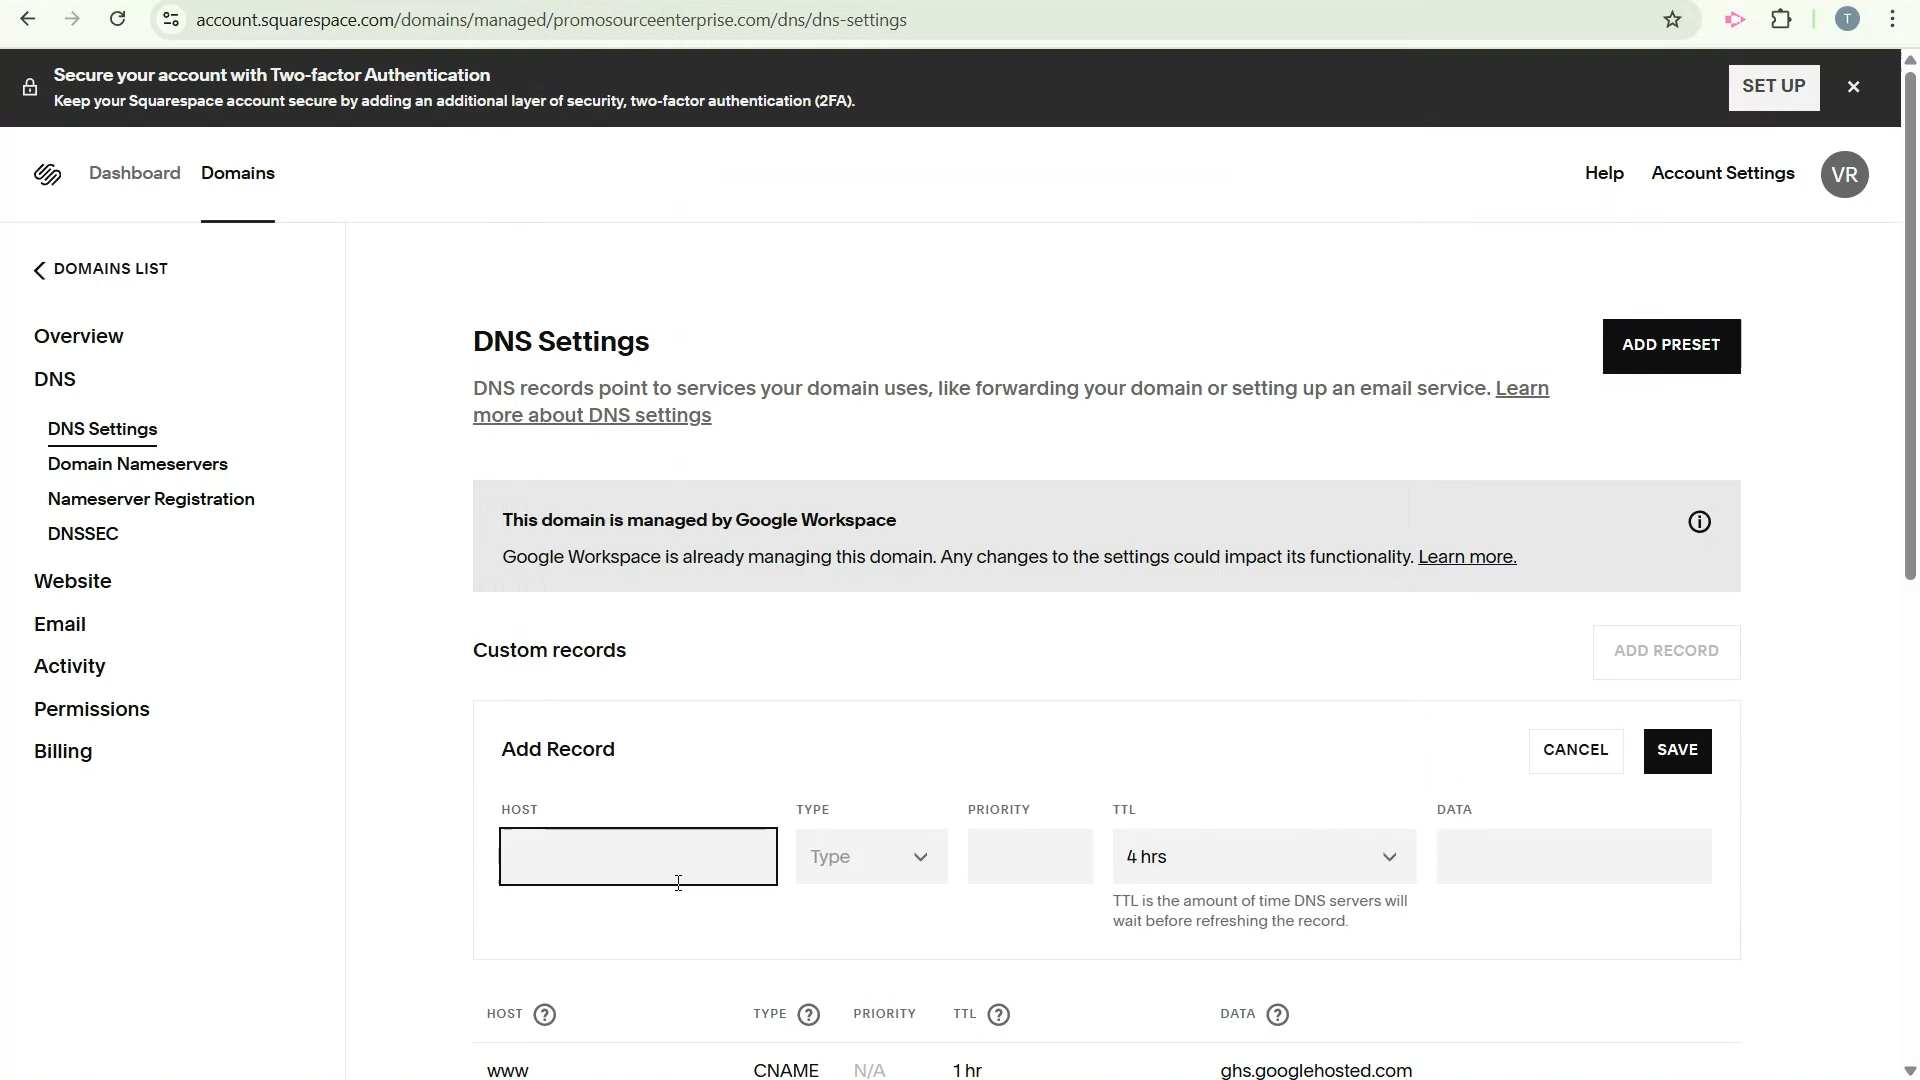 account.squarespace.com/domains/managed/promosourceenterprise.com/dns/dns-settings
T
Secure your account with Two-factor Authentication
Keep your Squarespace account secure by adding an additional layer of security, two-factor authentication (2FA).
SET UP
Dashboard
Domains
Help
Account Settings
VR
DOMAINS LIST
Overview
DNS
DNS Settings
Domain Nameservers
Nameserver Registration
DNSSEC
Website
Email
Activity
Permissions
Billing
DNS Settings
ADD PRESET
DNS records point to services your domain uses, like forwarding your domain or setting up an email service. Learn
more about DNS settings
This domain is managed by Google Workspace
Google Workspace is already managing this domain. Any changes to the settings could impact its functionality. Learn more.
Custom records
ADD RECORD
Add Record
CANCEL
SAVE
HOST TYPE PRIORITY TTL DATA
Type
4 hrs
TTL is the amount of time DNS servers will
wait before refreshing the record.
HOST ? TYPE ? PRIORITY TTL ? DATA ?
www CNAME N/A 1 hr ghs.googlehosted.com